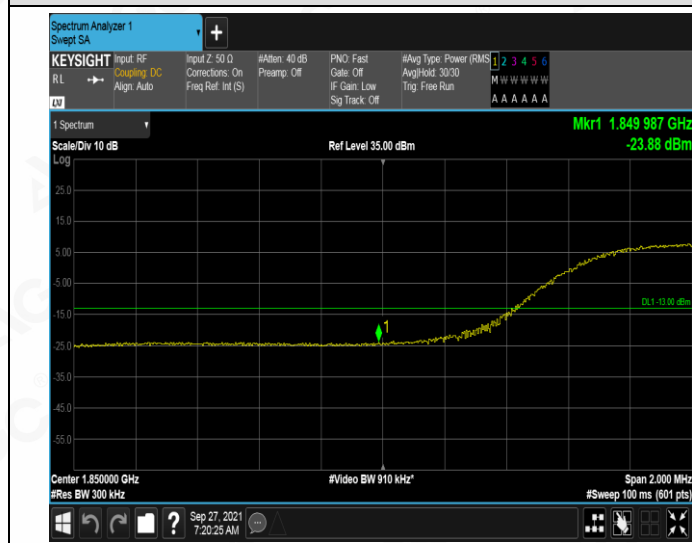 Spectrum Analyzer 1
Swept SA
+
KEYSIGHT Input: RF Input Z: 50 Ω #Atten: 40 dB PNO: Fast #Avg Type: Power (RMS 1 2 3 4 5 6
RL Coupling: DC Corrections: On Preamp: Off Gate: Off Avg|Hold: 30/30 M W W W W W
Align: Auto Freq Ref: Int (S) IF Gain: Low Trig: Free Run
LXI Sig Track: Off A A A A A A
1 Spectrum Mkr1 1.849 987 GHz
Scale/Div 10 dB Ref Level 35.00 dBm -23.88 dBm
Log
25.0
15.0
5.00
-5.00
DL1 -13.00 dBm
-15.0
1
-25.0
-35.0
-45.0
-55.0
Center 1.850000 GHz #Video BW 910 kHz* Span 2.000 MHz
#Res BW 300 kHz #Sweep 100 ms (601 pts)
? Sep 27, 2021
7:20:25 AM